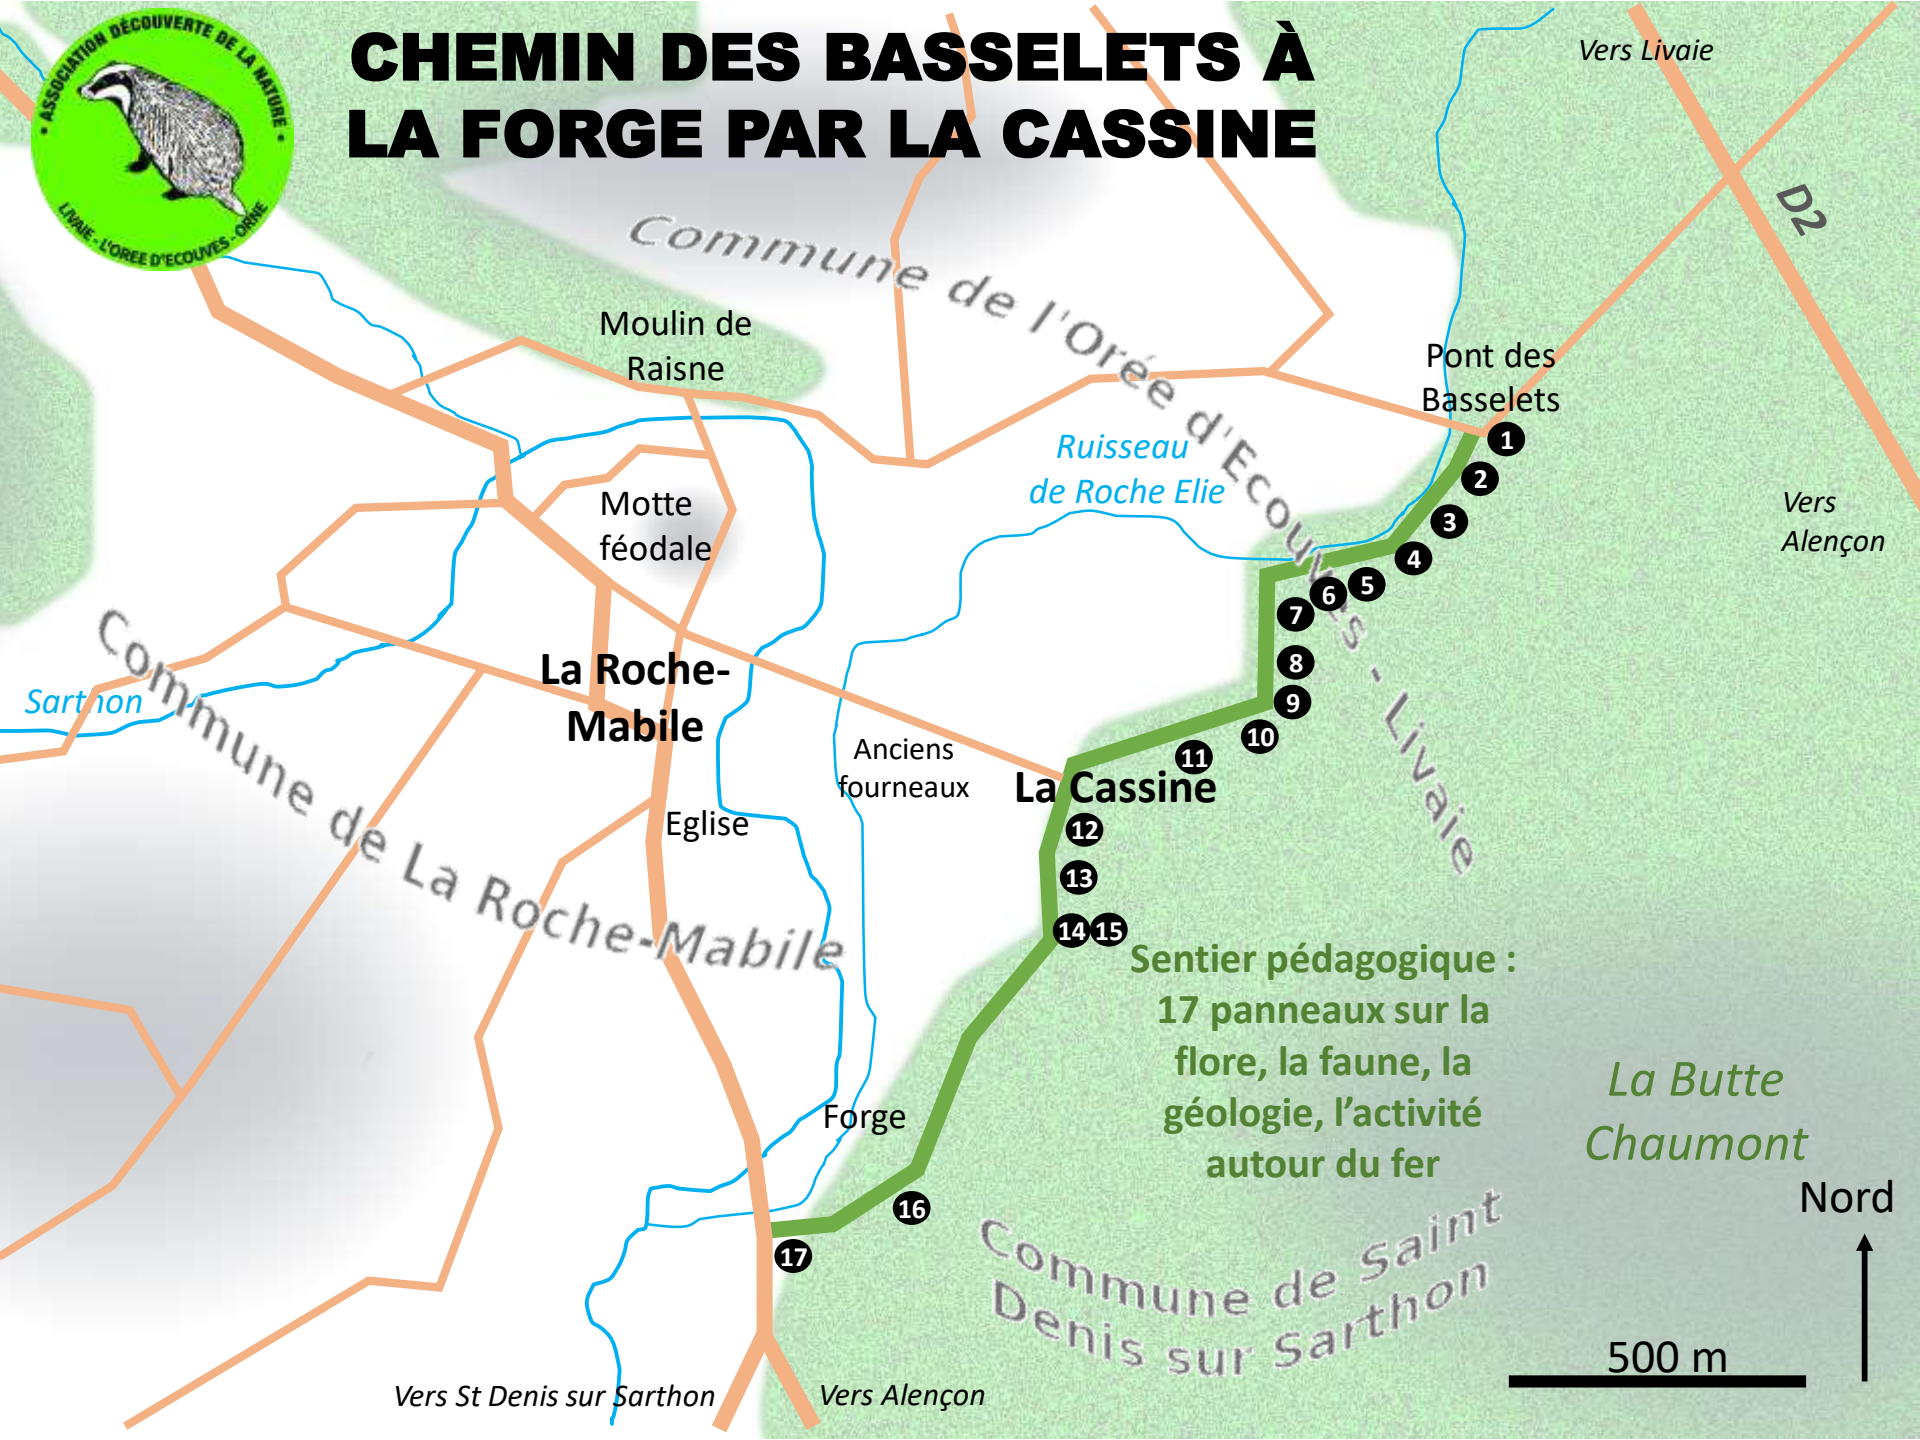 • ASSOCIATION DÉCOUVERTE DE LA NATURE •
LIVAIE - L'OREE D'ECOUVES - ORNE
CHEMIN DES BASSELETS À
LA FORGE PAR LA CASSINE
Vers Livaie
D2
Commune de l'Orée d'Ecouves - Livaie
Moulin de
Raisne
Pont des
Basselets
1
2
3
4
5
6
7
8
9
10
11
Ruisseau
de Roche Elie
Vers
Alençon
Motte
féodale
La Roche-
Mabile
Sarthon
Commune de La Roche-Mabile
Anciens
fourneaux
La Cassine
Eglise
12
13
14
15
Sentier pédagogique :
17 panneaux sur la
flore, la faune, la
géologie, l’activité
autour du fer
La Butte
Chaumont
Forge
16
17
Commune de Saint
Denis sur Sarthon
Nord
500 m
Vers St Denis sur Sarthon
Vers Alençon